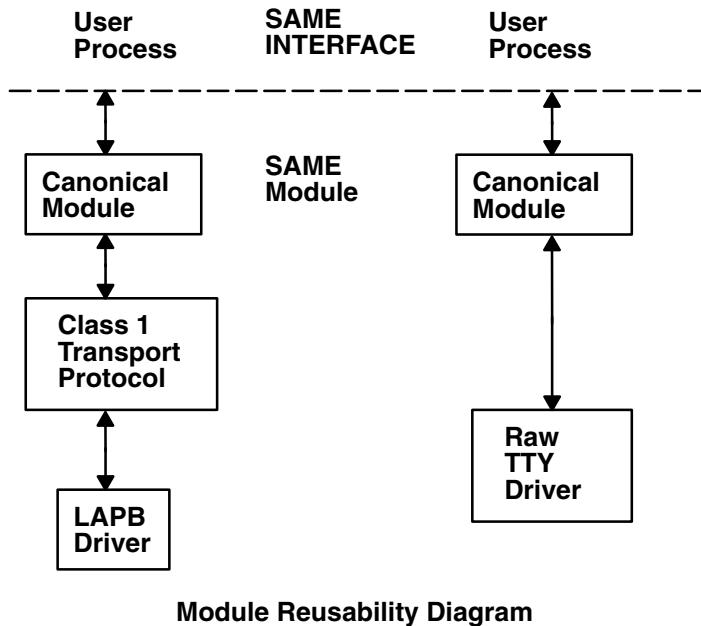 User
Process
SAME
INTERFACE
User
Process
Canonical
Module
SAME
Module
Canonical
Module
Class 1
Transport
Protocol
Raw
TTY
Driver
LAPB
Driver
Module Reusability Diagram